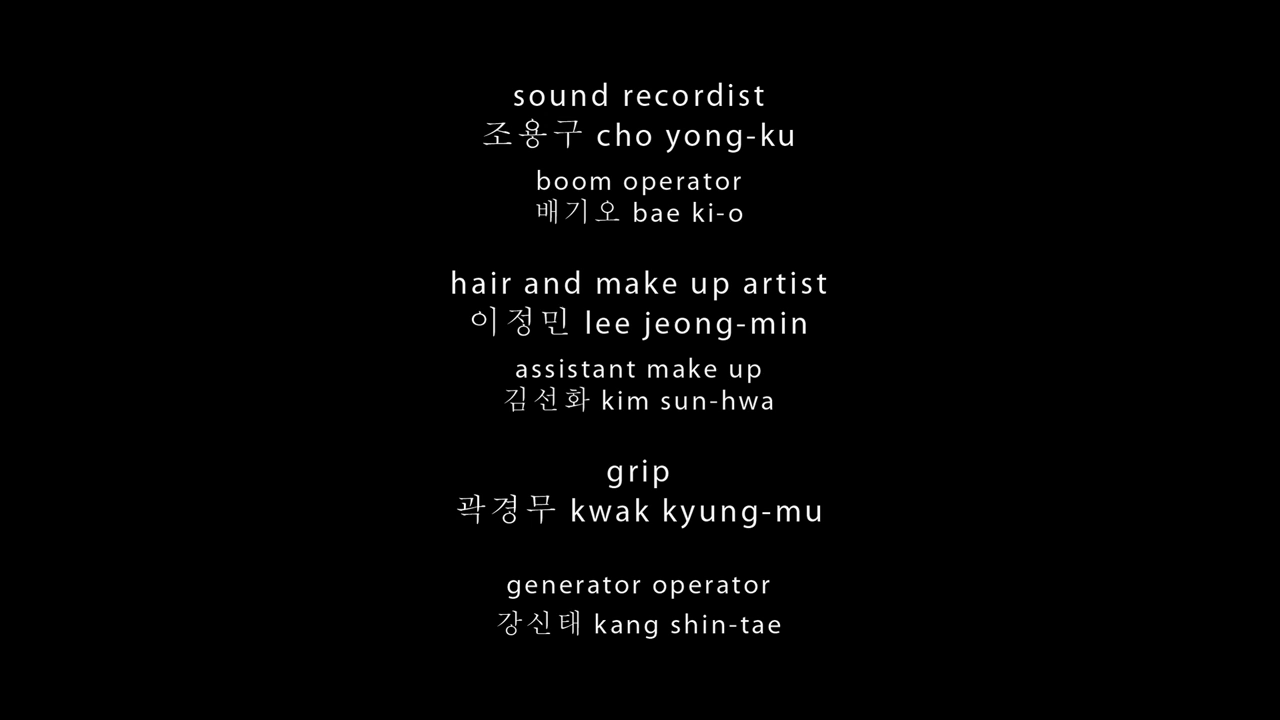 sound recordist
조용구 cho yong-ku
boom operator
배기오 bae ki-o
hair and make up artist
이정민 lee jeong-min
assistant make up
김선화 kim sun-hwa
grip
곽경무 kwak kyung-mu
generator operator
강신태 kang shin-tae